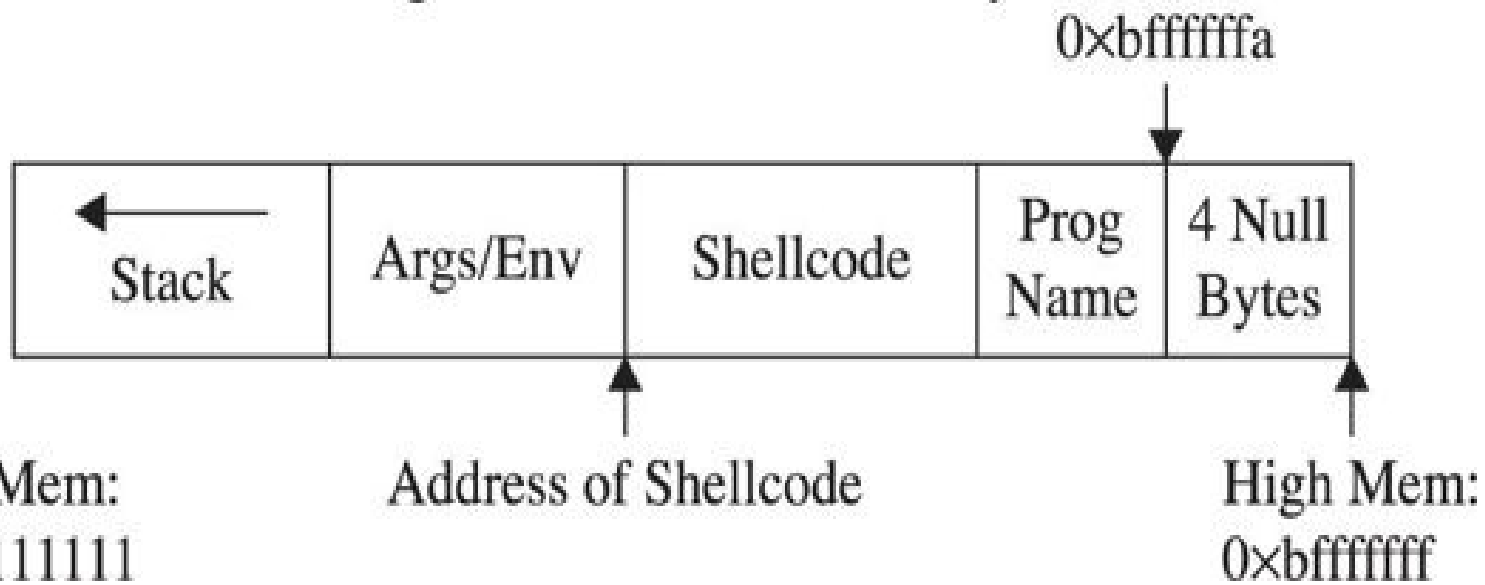 0×bffffffa
Stack
Args/Env
Shellcode
Prog
Name
4 Null
Bytes
Mem:
111111
Address of Shellcode
High Mem:
0×bfffffff